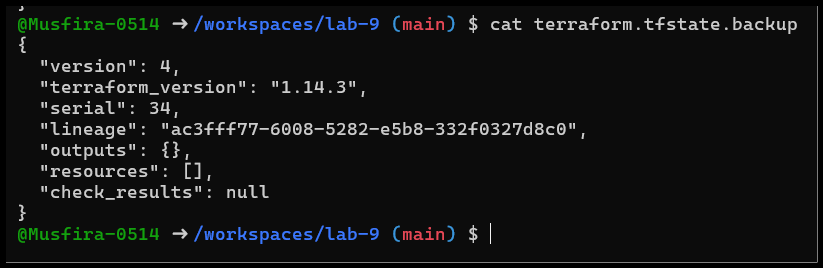 }
@Musfira-0514 ➜ /workspaces/lab-9 (main) $ cat terraform.tfstate.backup
{
  "version": 4,
  "terraform_version": "1.14.3",
  "serial": 34,
  "lineage": "ac3fff77-6008-5282-e5b8-332f0327d8c0",
  "outputs": {},
  "resources": [],
  "check_results": null
}
@Musfira-0514 ➜ /workspaces/lab-9 (main) $